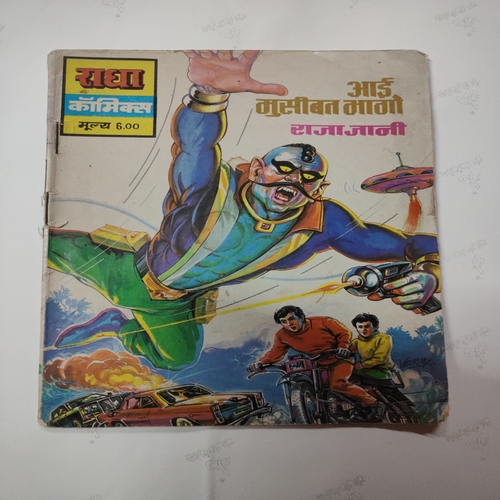 राधा
कॉमिक्स
मूल्य 6.00
आई
मुसीबत भागो
राजाजानी